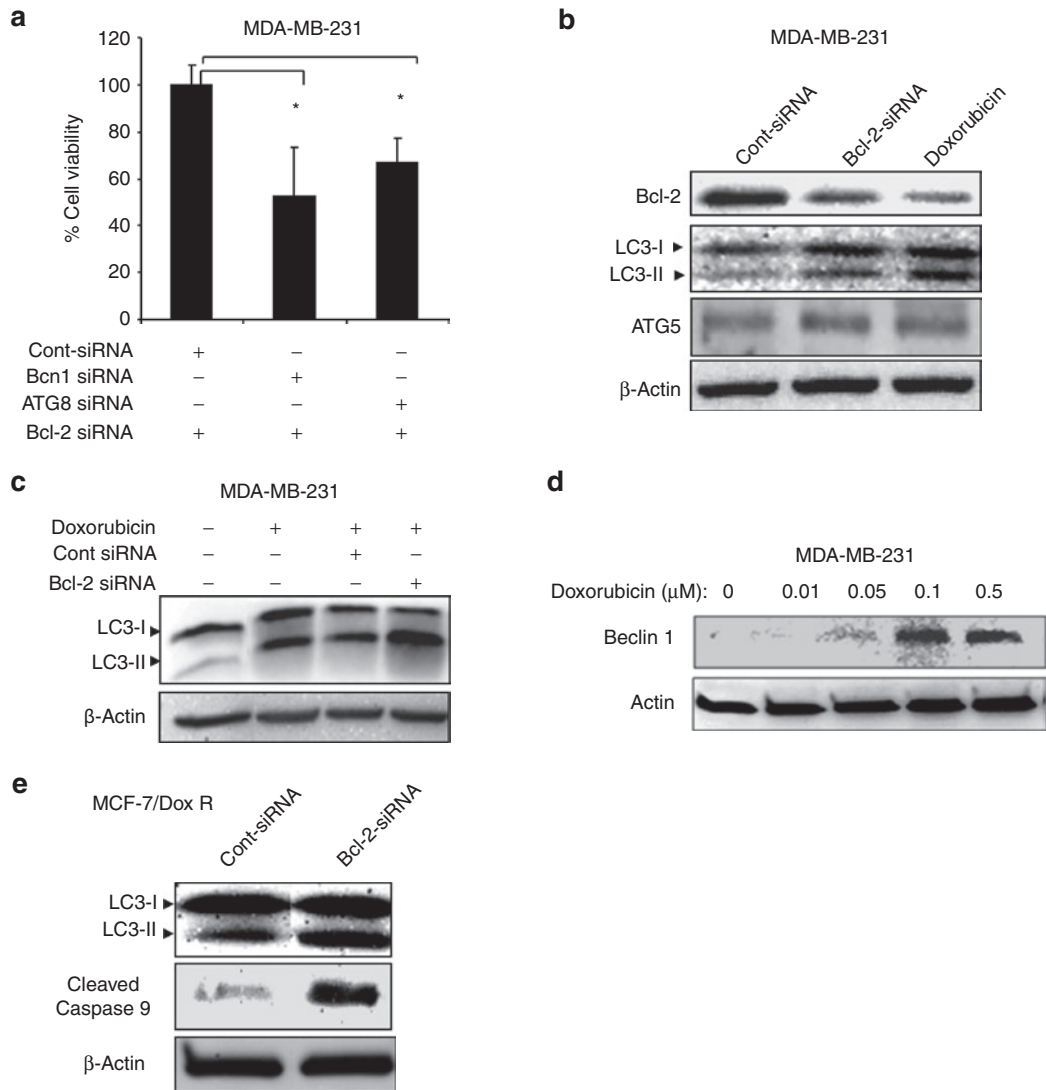 a
MDA-MB-231
% Cell viability
120
100
80
60
40
20
0
*
*
Cont-siRNA + – –
Bcn1 siRNA – + –
ATG8 siRNA – – +
Bcl-2 siRNA + + +
b
MDA-MB-231
Cont-siRNA
Bcl-2-siRNA
Doxorubicin
Bcl-2
LC3-I
LC3-II
ATG5
β-Actin
c
MDA-MB-231
Doxorubicin – + + +
Cont siRNA – – + –
Bcl-2 siRNA – – – +
LC3-I
LC3-II
β-Actin
d
MDA-MB-231
Doxorubicin (μM): 0 0.01 0.05 0.1 0.5
Beclin 1
Actin
e
MCF-7/Dox R
Cont-siRNA
Bcl-2-siRNA
LC3-I
LC3-II
Cleaved
Caspase 9
β-Actin